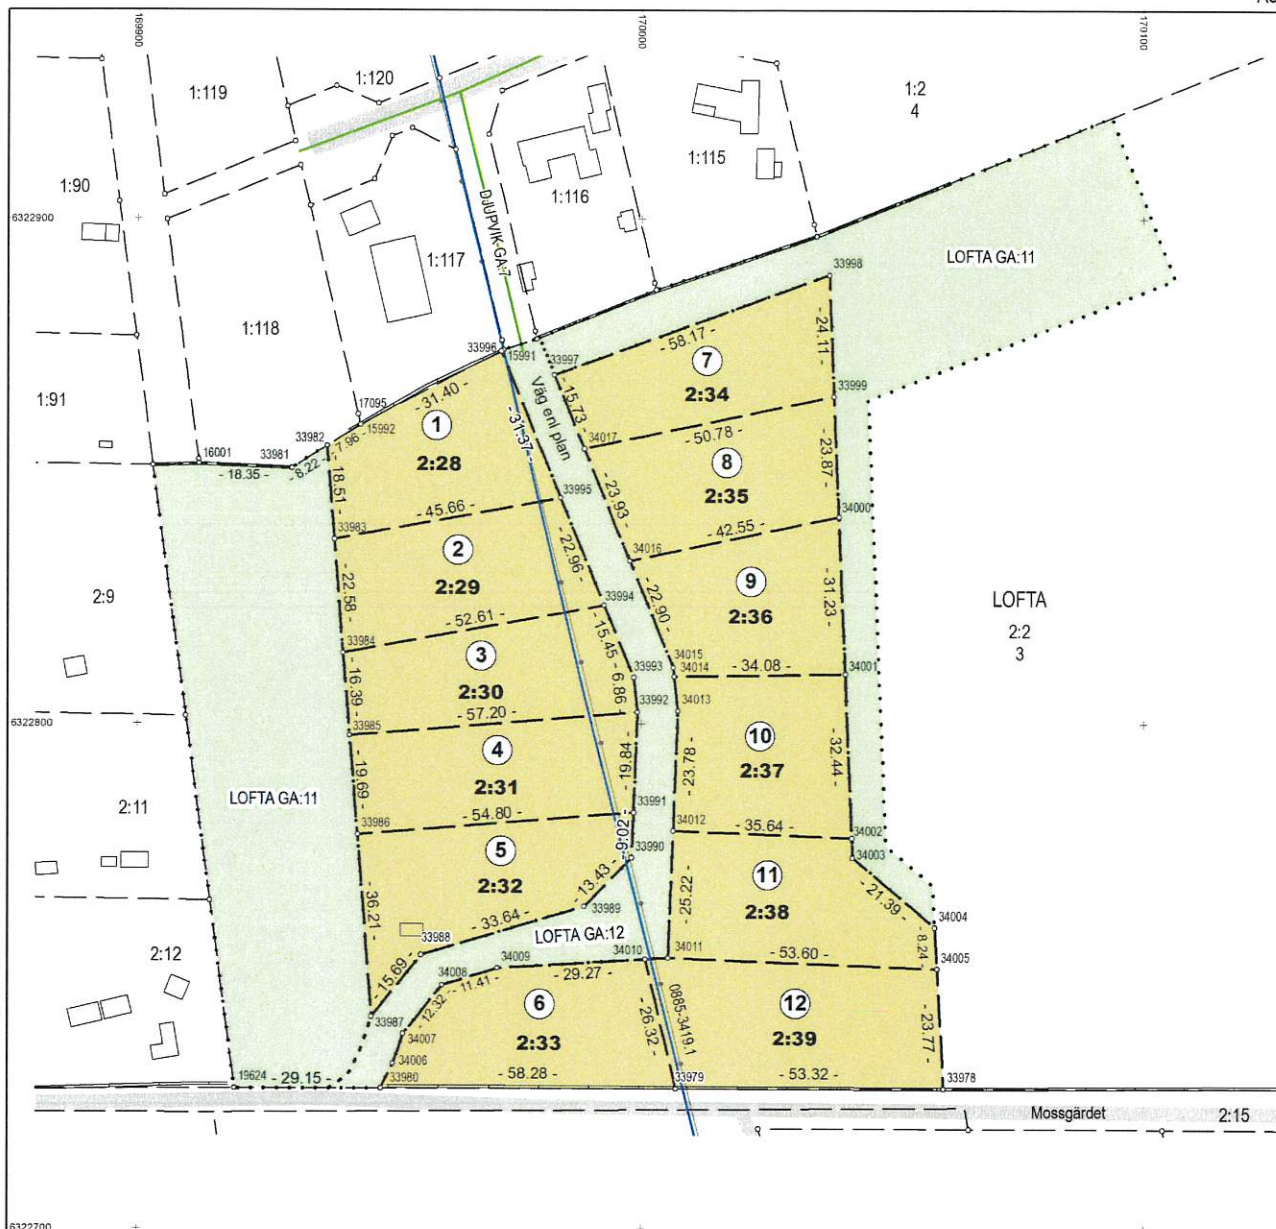 169900
170000
170100
1:119
1:120
1:2
4
1:115
1:90
1:116
6322900
DJUPVIK GA:7
1:117
LOFTA GA:11
33998
1:118
- 24.11 -
- 58.17 -
7
2:34
33996
15991
33997
Väg enl plan
1:91
17095
- 31.40 -
15992
- 15.73 -
33999
1
2:28
- 31.37 -
33982
- 7.96 -
34017
- 50.78 -
16001
33981
- 8.22 -
- 18.35 -
- 18.51 -
8
2:35
- 23.87 -
33995
- 45.66 -
- 23.93 -
33983
34000
- 42.55 -
2
2:29
- 22.96 -
34016
- 22.58 -
9
2:36
- 31.23 -
2:9
33994
- 52.61 -
- 22.90 -
LOFTA
2:2
3
33984
- 15.45 -
3
2:30
34015
34014
- 34.08 -
34001
33993
- 16.39 -
- 6.86 -
33992
34013
- 57.20 -
6322800
33985
4
2:31
10
2:37
- 19.84 -
- 23.78 -
- 32.44 -
- 19.69 -
2:11
LOFTA GA:11
- 54.80 -
33991
34012
- 35.64 -
33986
34002
- 9.02 -
33990
34003
5
2:32
11
2:38
- 13.43 -
- 21.39 -
- 25.22 -
- 36.21 -
33989
- 33.64 -
34004
LOFTA GA:12
33988
- 8.24 -
2:12
34010
34011
- 53.60 -
34005
34009
34008
- 29.27 -
- 11.41 -
- 15.69 -
- 12.32 -
6
2:33
12
2:39
0885-3419.1
- 26.32 -
- 23.77 -
33987
34007
34006
19624
- 29.15 -
33980
- 58.28 -
33979
- 53.32 -
33978
Mossgärdet
2:15
6322700